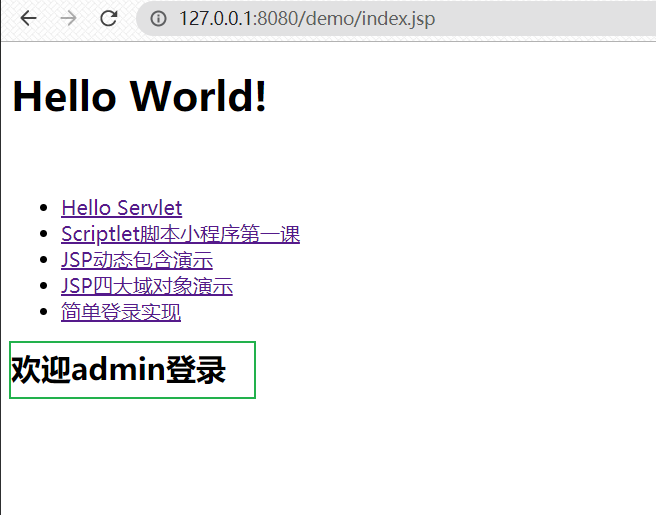 127.0.0.1:8080/demo/index.jsp
Hello World!
Hello Servlet
Scriptlet脚本小程序第一课
JSP动态包含演示
JSP四大域对象演示
简单登录实现
欢迎admin登录